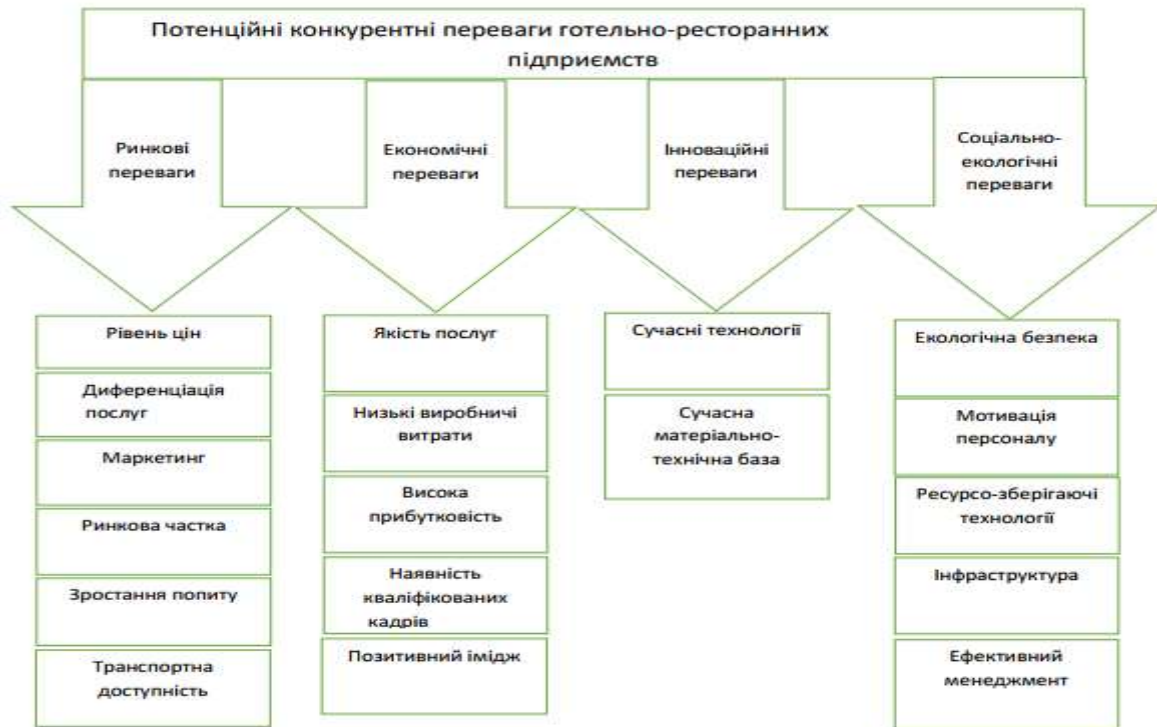 Потенційні конкурентні переваги готельно-ресторанних
підприємств
Ринкові
переваги
Економічні
переваги
Інноваційні
переваги
Соціально-
екологічні
переваги
Рівень цін
Диференціація
послуг
Маркетинг
Ринкова частка
Зростання попиту
Транспортна
доступність
Якість послуг
Низькі виробничі
витрати
Висока
прибутковість
Наявність
кваліфікованих
кадрів
Позитивний імідж
Сучасні технології
Сучасна
матеріально-
технічна база
Екологічна безпека
Мотивація
персоналу
Ресурсо-зберігаючі
технології
Інфраструктура
Ефективний
менеджмент